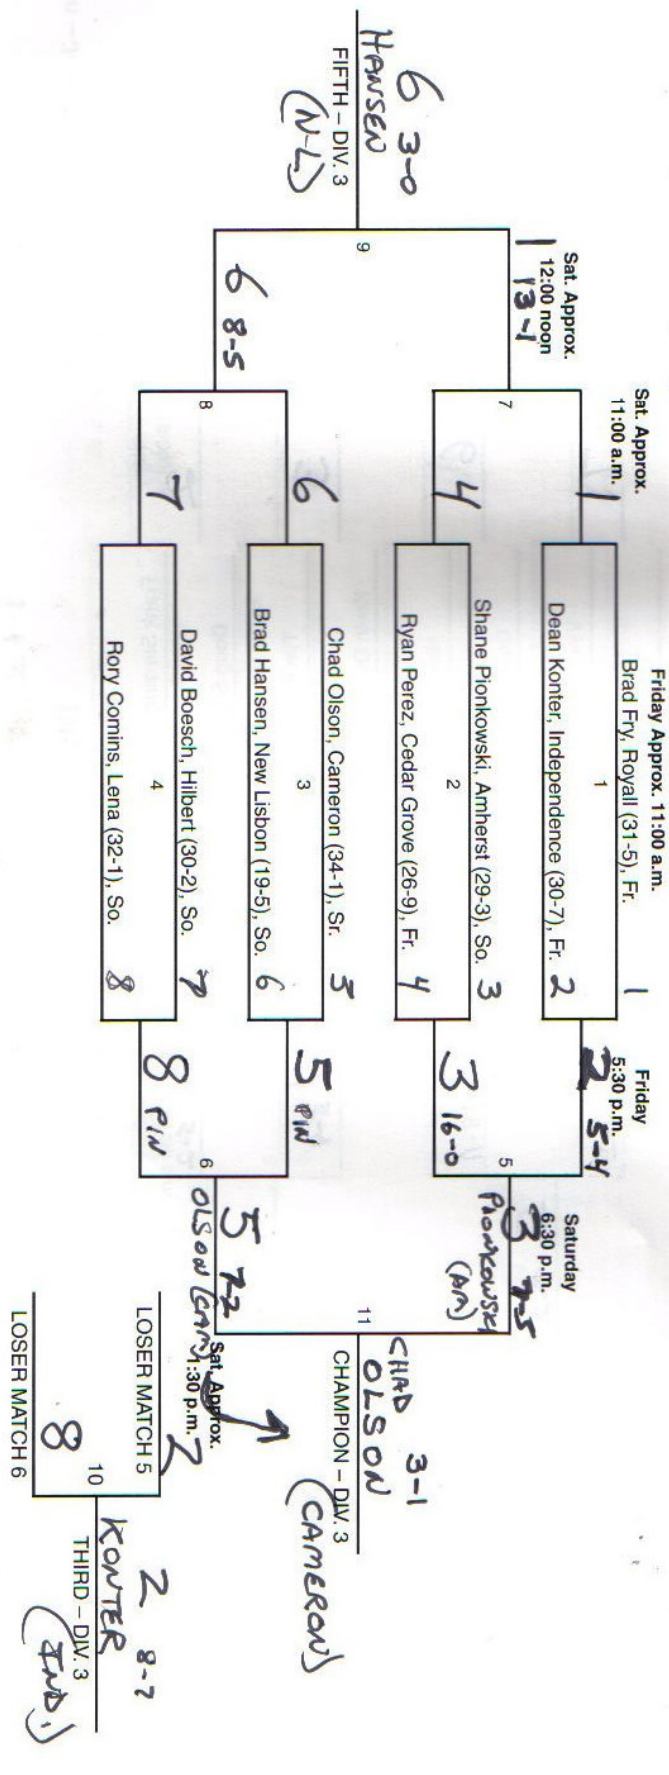 Friday Approx. 11:00 a.m.
Brad Fry, Royall (31-5), Fr. 1
1
Dean Konter, Independence (30-7), Fr. 2
Shane Pionkowski, Amherst (29-3), So. 3
2
Ryan Perez, Cedar Grove (26-9), Fr. 4
Chad Olson, Cameron (34-1), Sr. 5
3
Brad Hansen, New Lisbon (19-5), So. 6
David Boesch, Hilbert (30-2), So. 7
4
Rory Comins, Lena (32-1), So. 8
Friday
5:30 p.m.
2 5-4
3 16-0
5 PIN
8 PIN
5
6
Saturday
6:30 p.m.
3 7-5
PIONKOWSKI
(AM)
5 7-2
OLSON (CAM)
11
CHAD 3-1
OLSON
CHAMPION – DIV. 3
(CAMERON)
Sat. Approx.
1:30 p.m.
2
LOSER MATCH 5
8
LOSER MATCH 6
10
2
KONTER
THIRD – DIV. 3
(IND.)
Sat. Approx.
11:00 a.m.
1
4
6
7
7
8
Sat. Approx.
12:00 noon
1 13-1
6 8-5
9
6 3-0
HANSEN
FIFTH – DIV. 3
(N-L)